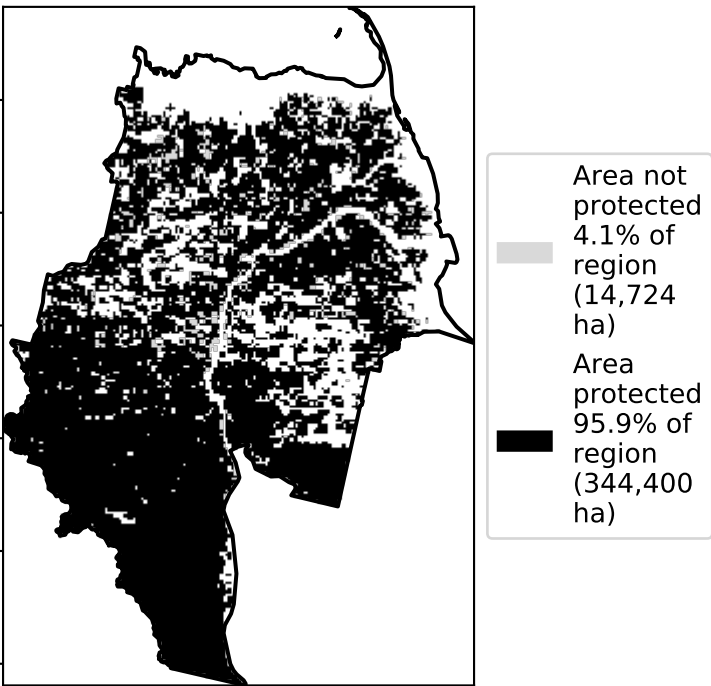 Area not
protected
4.1% of
region
(14,724
ha)
Area
protected
95.9% of
region
(344,400
ha)